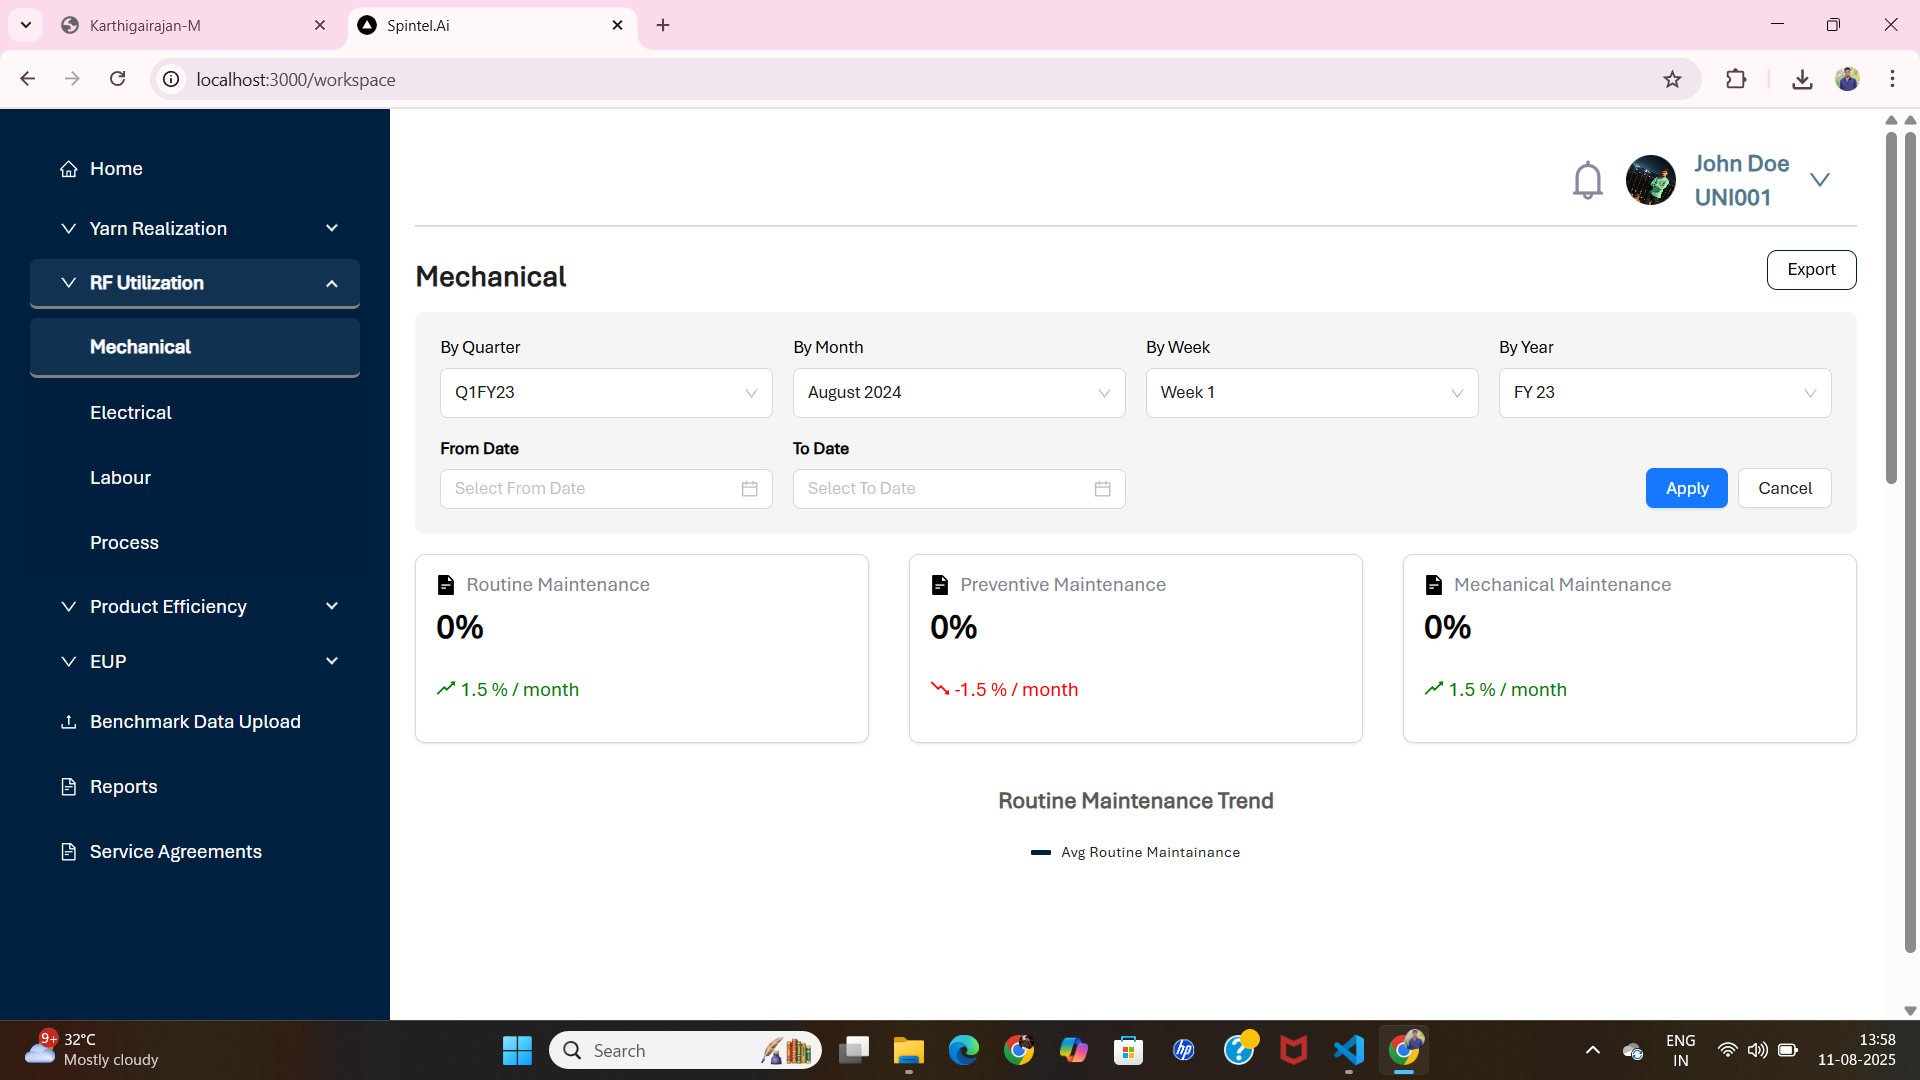 Karthigairajan-M
Spintel.Ai
localhost:3000/workspace
Home
Yarn Realization
RF Utilization
Mechanical
Electrical
Labour
Process
Product Efficiency
EUP
Benchmark Data Upload
Reports
Service Agreements
John Doe
UNI001
Mechanical
Export
By Quarter
By Month
By Week
By Year
Q1FY23
August 2024
Week 1
FY 23
From Date
To Date
Select From Date
Select To Date
Apply
Cancel
Routine Maintenance
0%
1.5 % / month
Preventive Maintenance
0%
-1.5 % / month
Mechanical Maintenance
0%
1.5 % / month
Routine Maintenance Trend
Avg Routine Maintainance
9+
32°C
Mostly cloudy
Search
hp
ENG
IN
13:58
11-08-2025